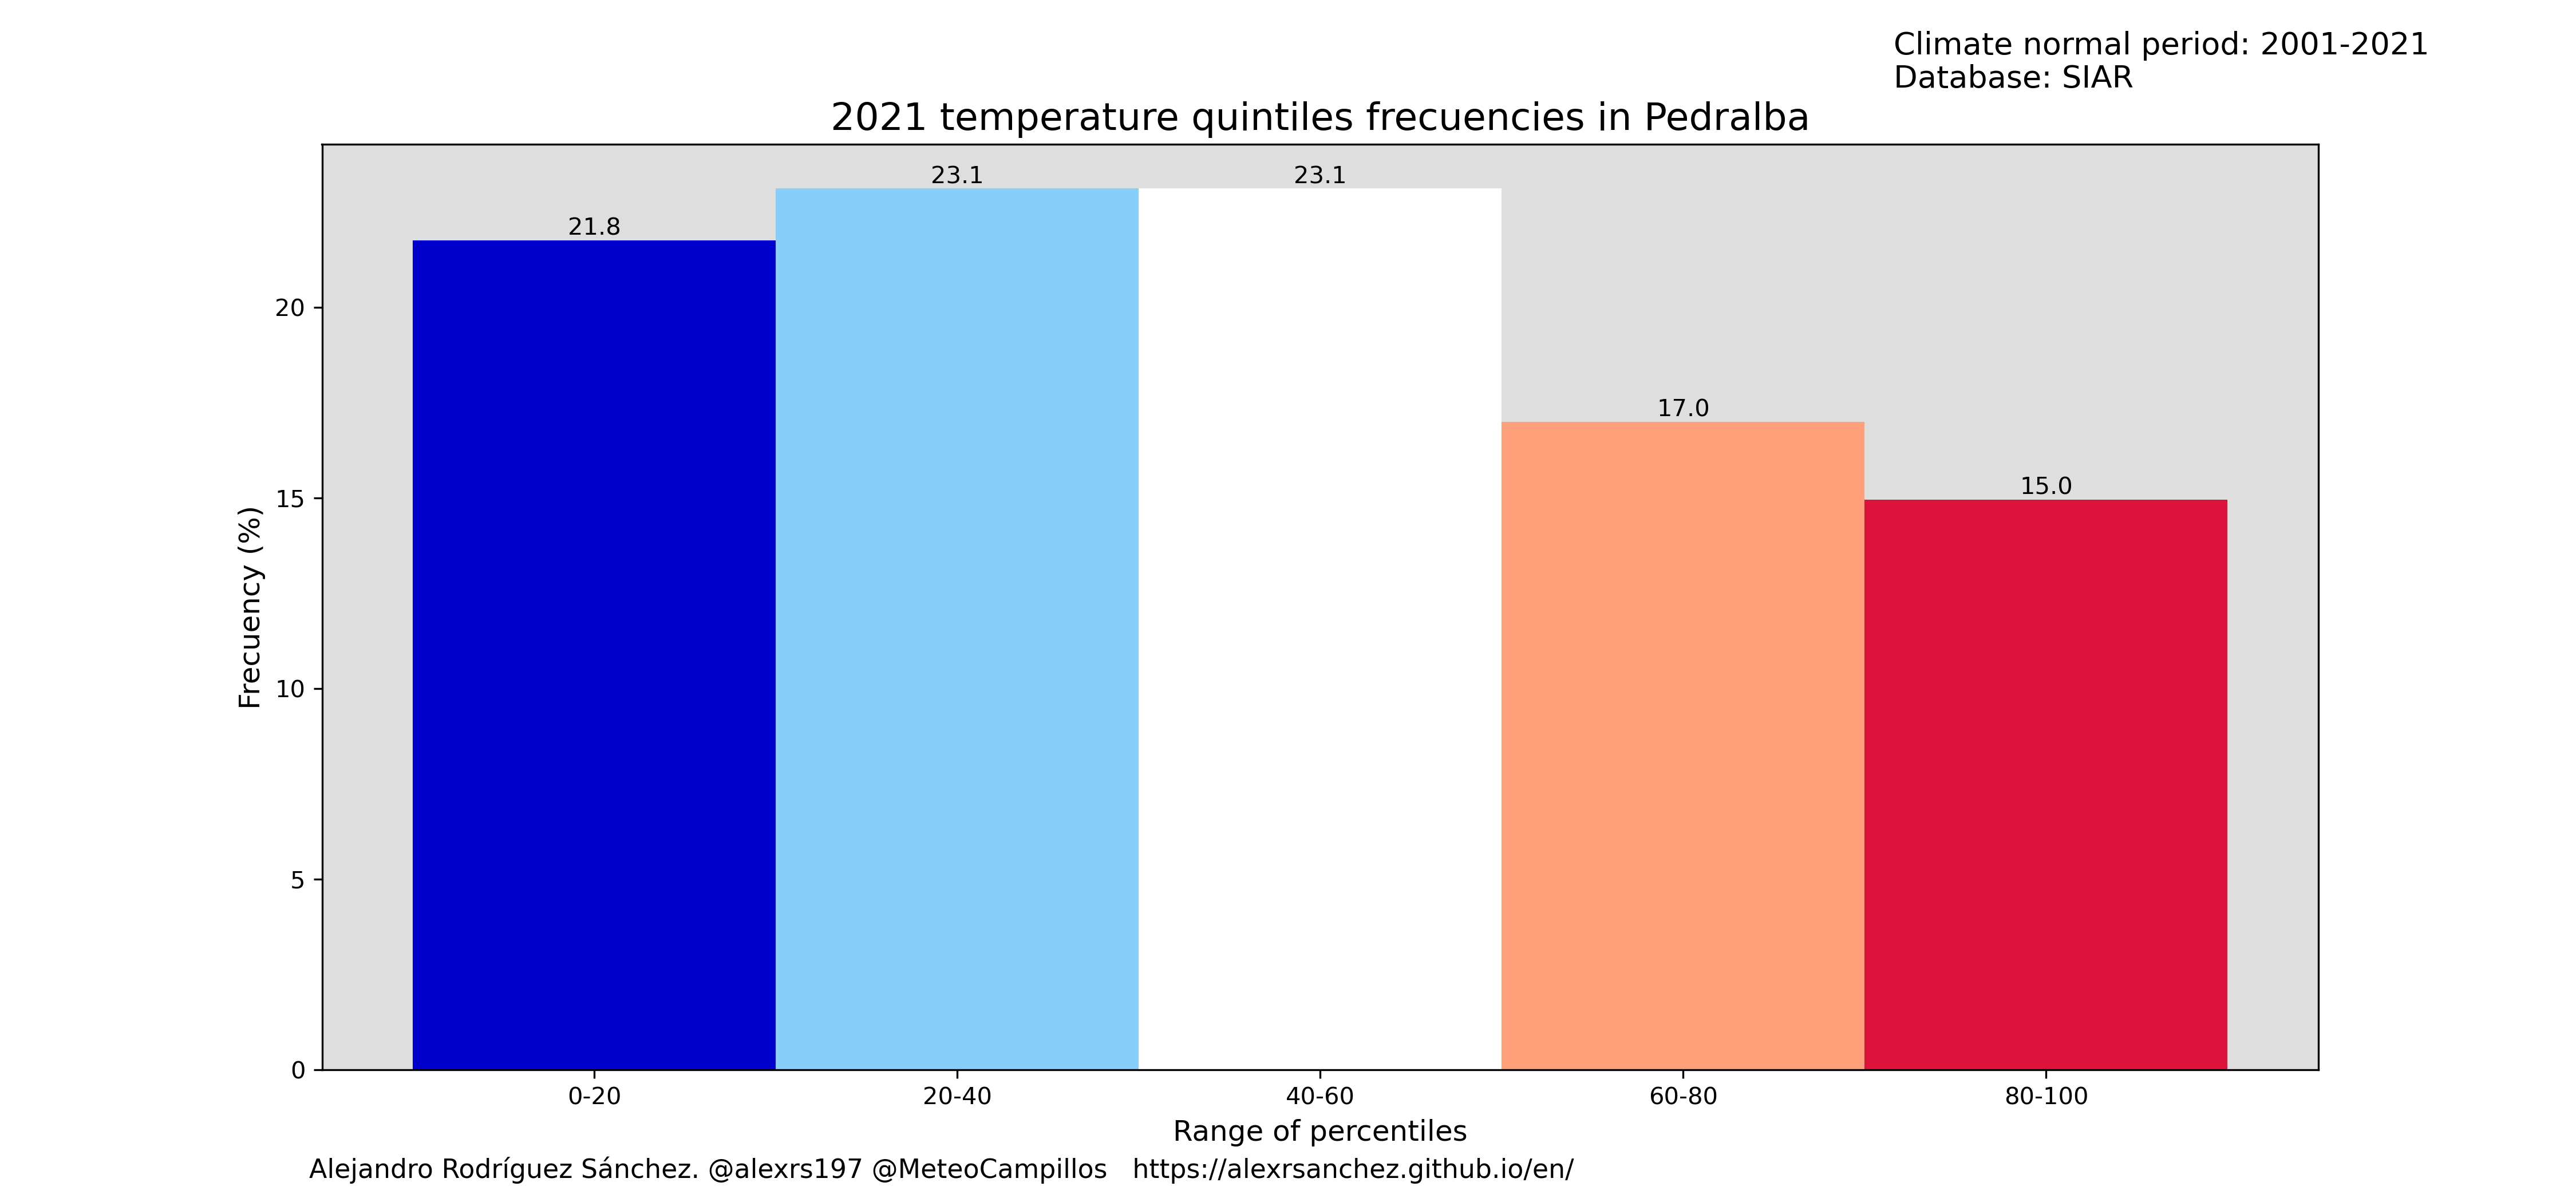 Climate normal period: 2001-2021
Database: SIAR
2021 temperature quintiles frecuencies in Pedralba
23.1
23.1
21.8
20
17.0
15.0
15
Frecuency (%)
10
5
0
0-20
20-40
40-60
60-80
80-100
Range of percentiles
Alejandro Rodríguez Sánchez. @alexrs197 @MeteoCampillos   https://alexrsanchez.github.io/en/